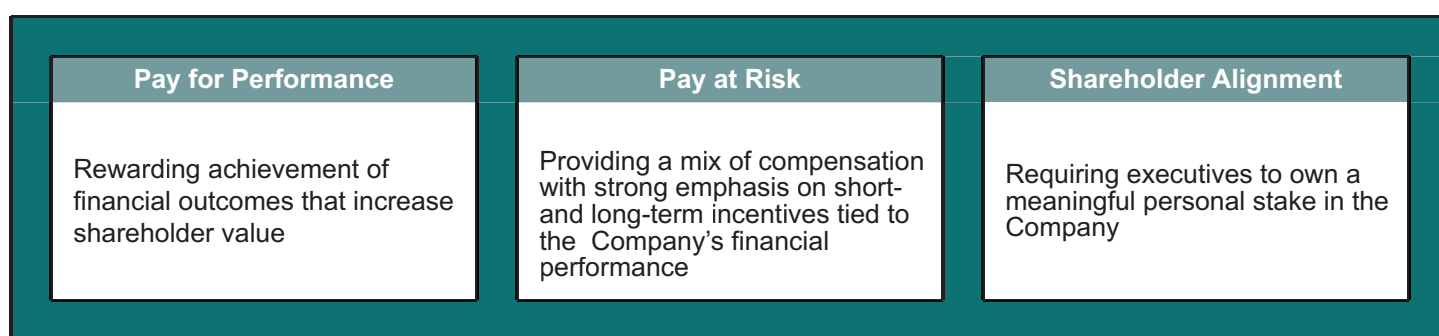 Pay for Performance
Rewarding achievement of
financial outcomes that increase
shareholder value
Pay at Risk
Providing a mix of compensation
with strong emphasis on short-
and long-term incentives tied to
the  Company’s financial
performance
Shareholder Alignment
Requiring executives to own a
meaningful personal stake in the
Company